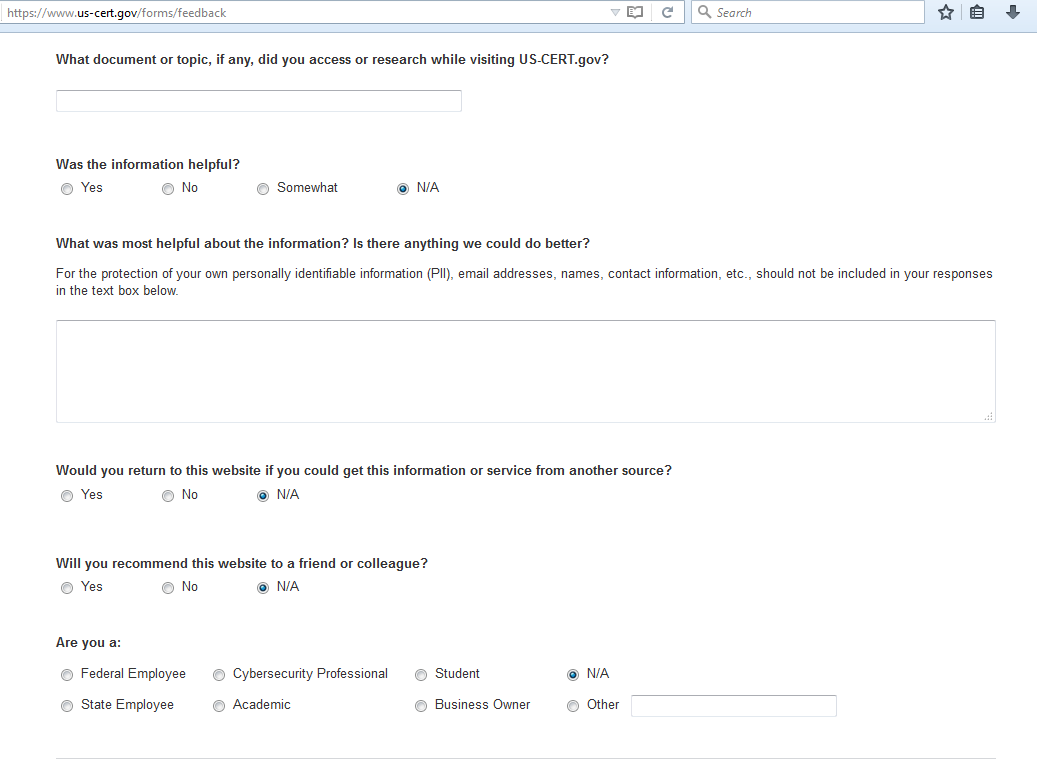 https://www.us-cert.gov/forms/feedback Search
What document or topic, if any, did you access or research while visiting US-CERT.gov?
Was the information helpful?
Yes No Somewhat N/A
What was most helpful about the information? Is there anything we could do better?
For the protection of your own personally identifiable information (PII), email addresses, names, contact information, etc., should not be included in your responses
in the text box below.
Would you return to this website if you could get this information or service from another source?
Yes No N/A
Will you recommend this website to a friend or colleague?
Yes No N/A
Are you a:
Federal Employee Cybersecurity Professional Student N/A
State Employee Academic Business Owner Other